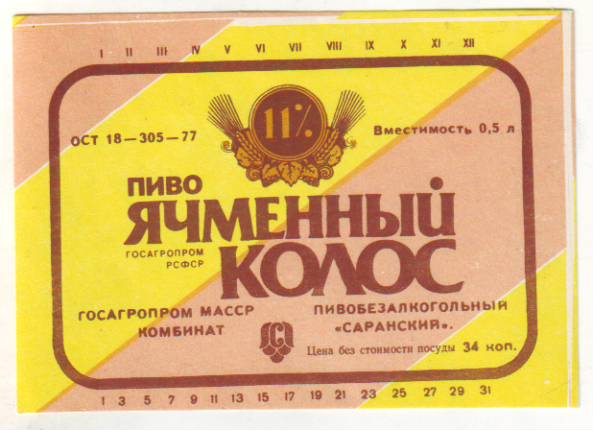 I II III IV V VI VII VIII IX X XI XII
11%
ОСТ 18—305—77
Вместимость 0,5 л
ПИВО
ЯЧМЕННЫЙ
КОЛОС
ГОСАГРОПРОМ
РСФСР
ГОСАГРОПРОМ МАССР
КОМБИНАТ
ПИВОБЕЗАЛКОГОЛЬНЫЙ
«САРАНСКИЙ».
Цена без стоимости посуды 34 коп.
1 3 5 7 9 11 13 15 17 19 21 23 25 27 29 31